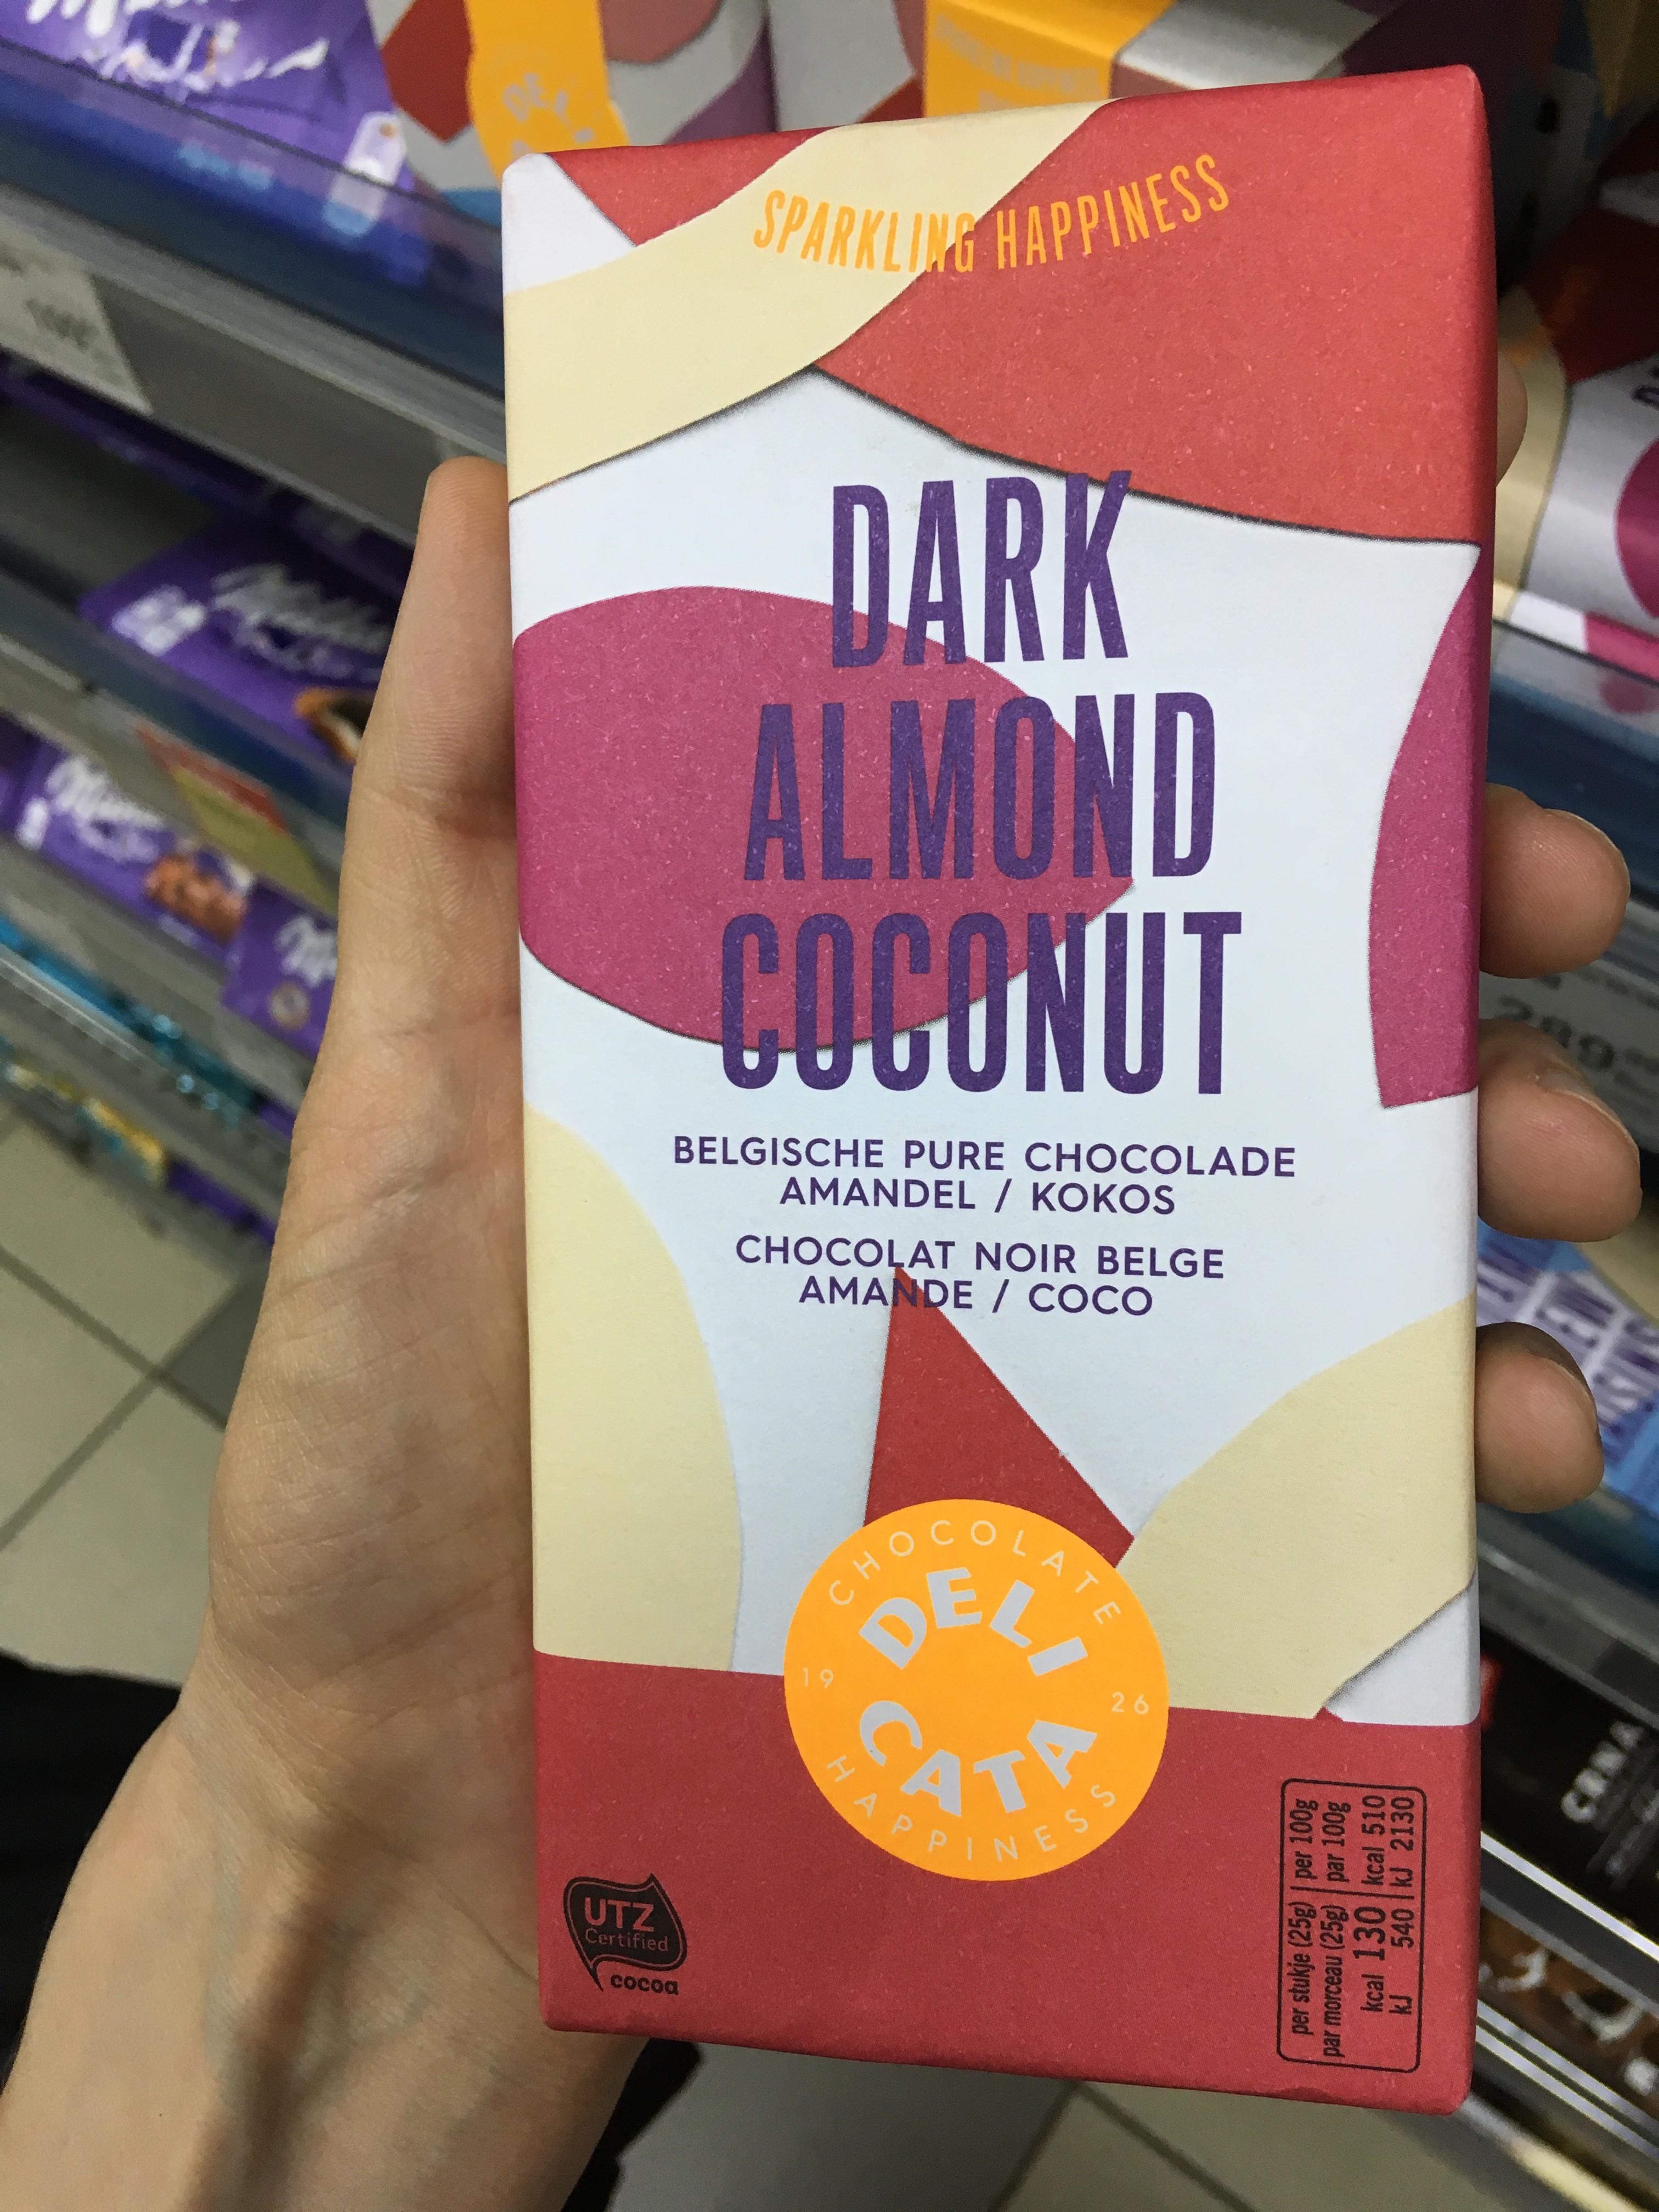 SPARKLING HAPPINESS
DARK
ALMOND
COCONUT
BELGISCHE PURE CHOCOLADE
AMANDEL / KOKOS
CHOCOLAT NOIR BELGE
AMANDE / COCO
CHOCOLATE
DELI
19 26
CATA
HAPPINESS
UTZ
Certified
cocoa
per stukje (25g) | per 100g
par morceau (25g) | par 100g
kcal 130 | kcal 510
kJ 540 | kJ 2130
Milka